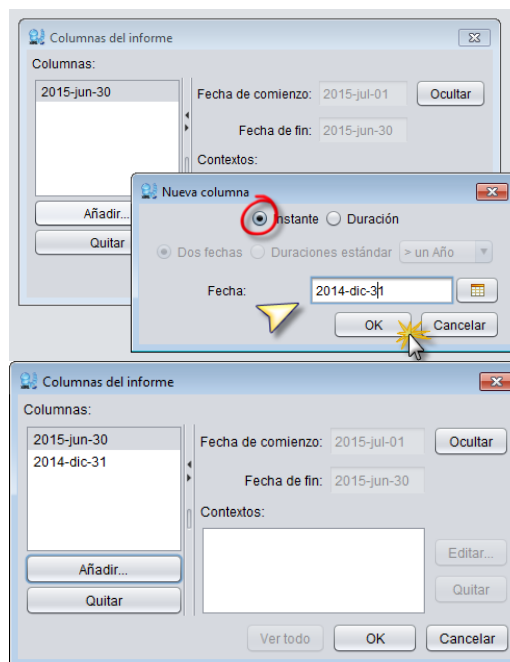 Columnas del informe
Columnas:
2015-jun-30
Fecha de comienzo: 2015-jul-01 Ocultar
Fecha de fin: 2015-jun-30
Contextos:
Añadir...
Quitar
Nueva columna
Instante Duración
Dos fechas Duraciones estándar > un Año
Fecha: 2014-dic-31
OK Cancelar
Columnas del informe
Columnas:
2015-jun-30
2014-dic-31
Fecha de comienzo: 2015-jul-01 Ocultar
Fecha de fin: 2015-jun-30
Contextos:
Editar...
Añadir...
Quitar
Quitar
Ver todo OK Cancelar